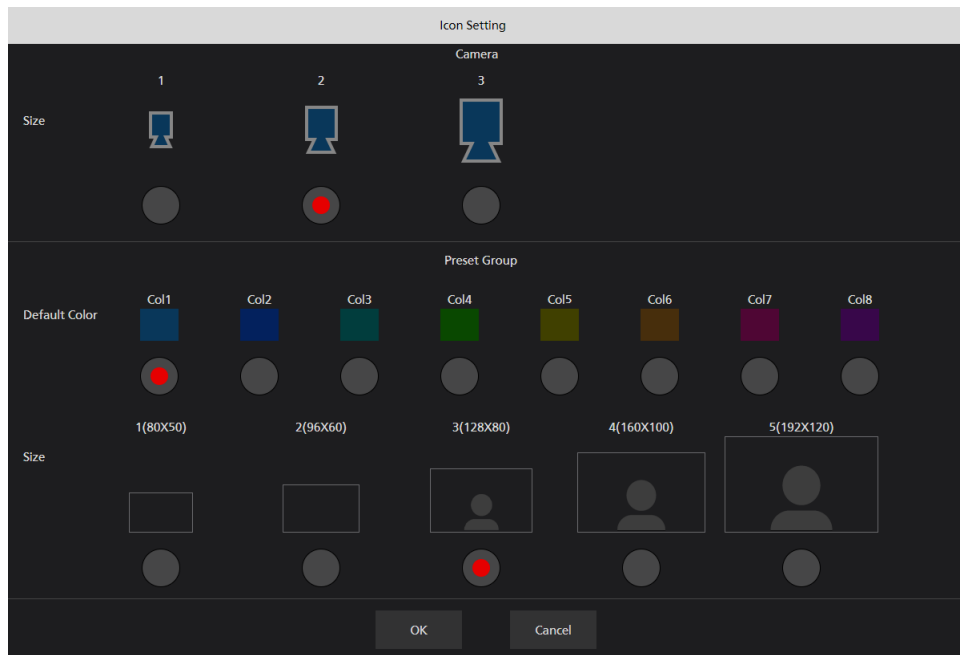 Icon Setting
Camera
1 2 3
Size
Preset Group
Col1 Col2 Col3 Col4 Col5 Col6 Col7 Col8
Default Color
1(80X50) 2(96X60) 3(128X80) 4(160X100) 5(192X120)
Size
OK Cancel